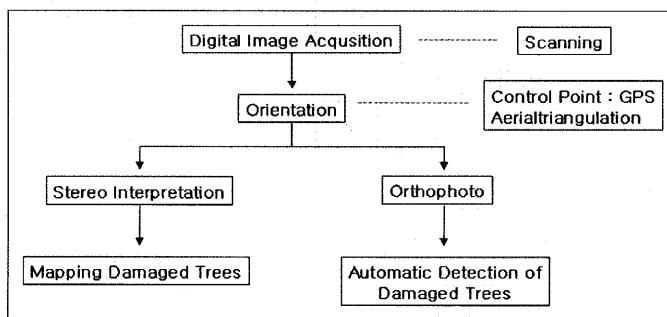 Digital Image Acqusition
Scanning
Orientation
Control Point : GPS
Aerialtriangulation
Stereo Interpretation
Orthophoto
Mapping Damaged Trees
Automatic Detection of
Damaged Trees